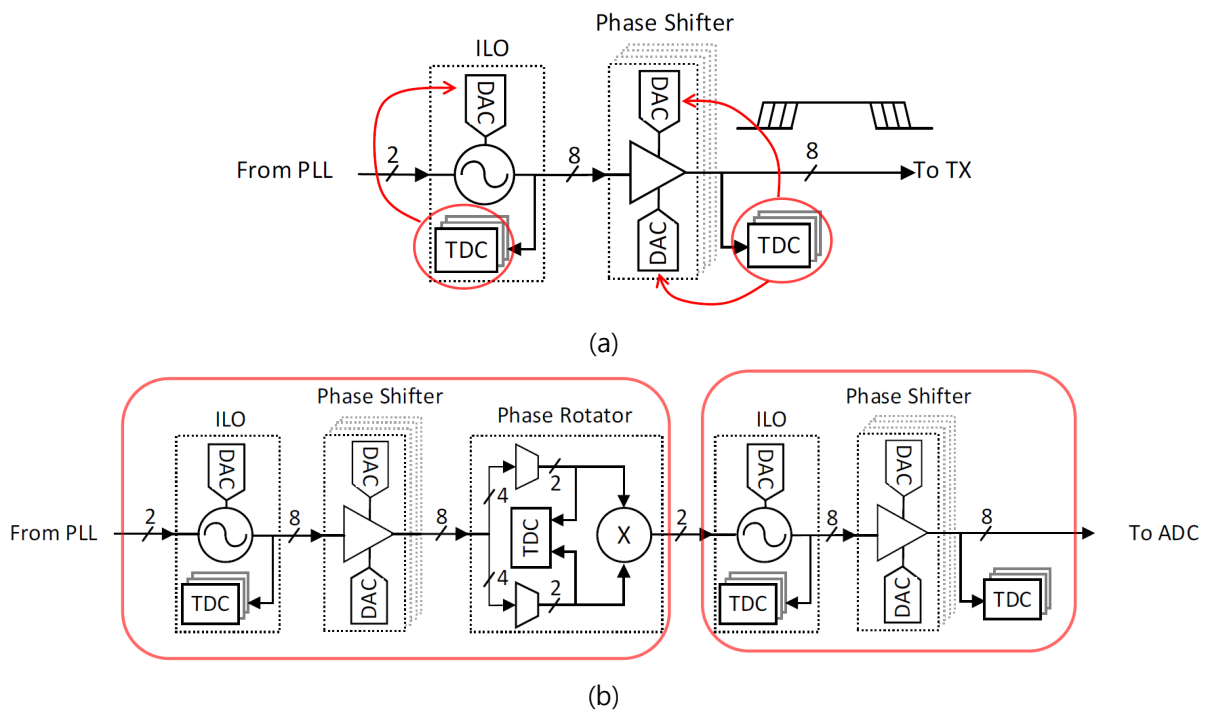 Phase Shifter
ILO
DAC
DAC
2
8
8
From PLL
To TX
TDC
DAC
TDC
(a)
Phase Shifter
Phase Shifter
ILO
Phase Rotator
ILO
DAC
DAC
DAC
DAC
2
4
2
8
8
2
8
8
From PLL
TDC
X
To ADC
4
2
TDC
DAC
TDC
DAC
TDC
(b)